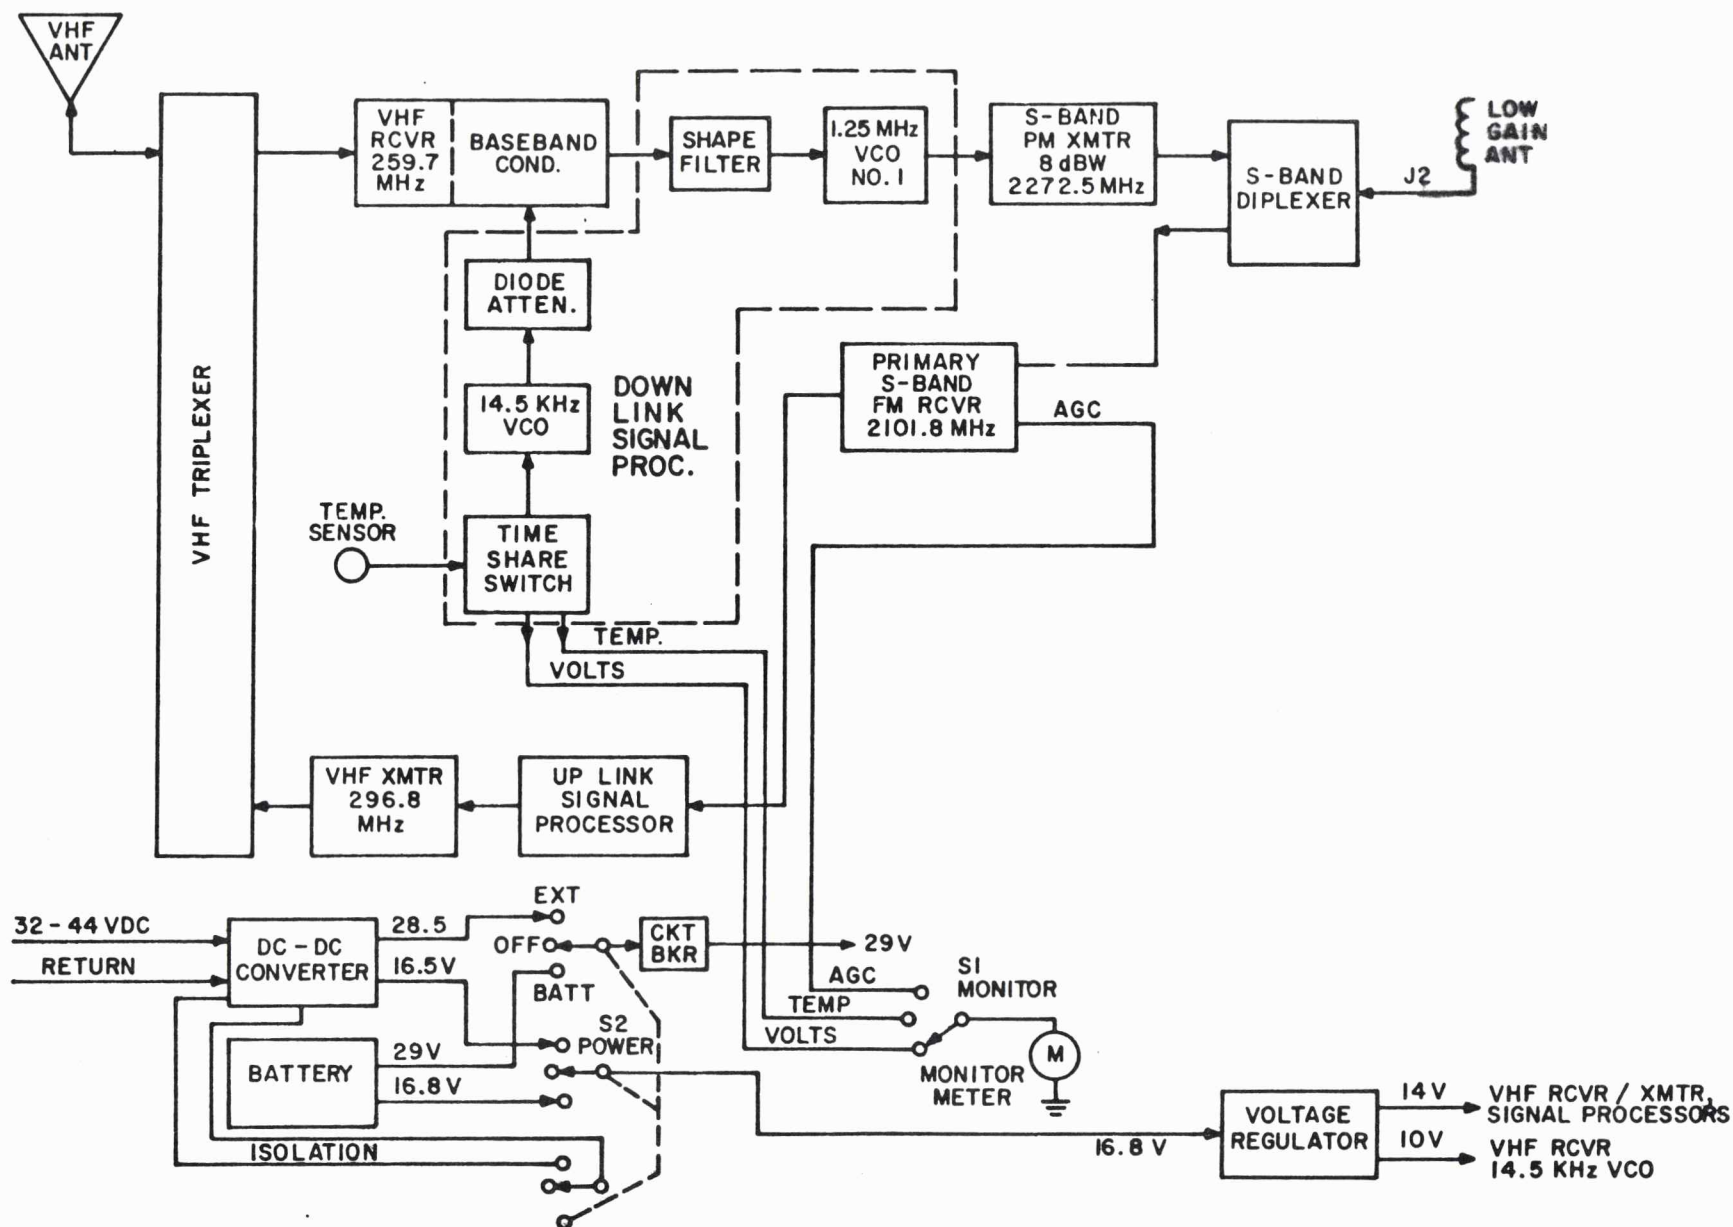 VHF
ANT
VHF TRIPLEXER
VHF
RCVR
259.7
MHz
BASEBAND
COND.
SHAPE
FILTER
1.25 MHz
VCO
NO. 1
S-BAND
PM XMTR
8 dBW
2272.5 MHz
S-BAND
DIPLEXER
J2
LOW
GAIN
ANT
DIODE
ATTEN.
14.5 KHz
VCO
DOWN
LINK
SIGNAL
PROC.
PRIMARY
S-BAND
FM RCVR
2101.8 MHz
AGC
TEMP.
SENSOR
TIME
SHARE
SWITCH
TEMP.
VOLTS
VHF XMTR
296.8
MHz
UP LINK
SIGNAL
PROCESSOR
32-44 VDC
RETURN
DC-DC
CONVERTER
28.5
16.5V
EXT
OFF
BATT
CKT
BKR
29V
S2
POWER
BATTERY
29V
16.8V
ISOLATION
AGC
TEMP
VOLTS
S1
MONITOR
M
MONITOR
METER
16.8 V
VOLTAGE
REGULATOR
14V
VHF RCVR / XMTR,
SIGNAL PROCESSORS
10V
VHF RCVR
14.5 KHz VCO